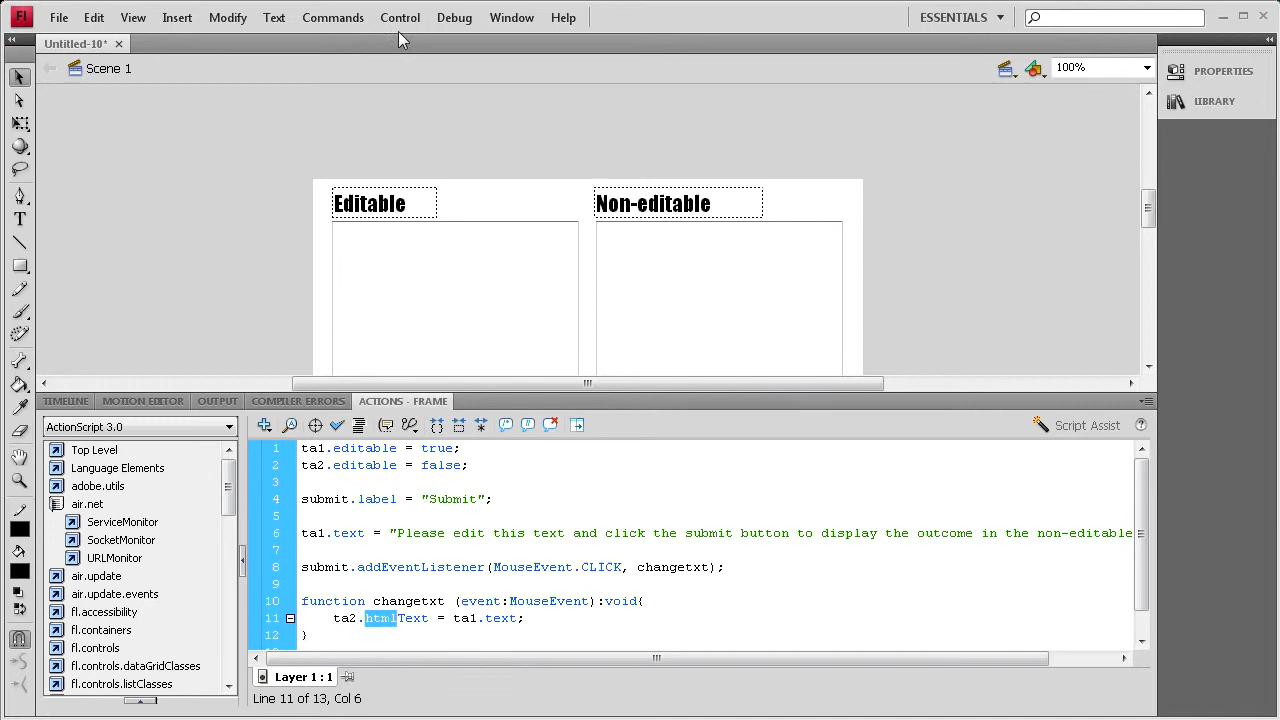 Fl File Edit View Insert Modify Text Commands Control Debug Window Help ESSENTIALS
Untitled-10*
Scene 1 100%
PROPERTIES
LIBRARY
Editable Non-editable
TIMELINE MOTION EDITOR OUTPUT COMPILER ERRORS ACTIONS - FRAME
ActionScript 3.0
Script Assist
Top Level
Language Elements
adobe.utils
air.net
ServiceMonitor
SocketMonitor
URLMonitor
air.update
air.update.events
fl.accessibility
fl.containers
fl.controls
fl.controls.dataGridClasses
fl.controls.listClasses
1 ta1.editable = true;
2 ta2.editable = false;
3
4 submit.label = "Submit";
5
6 ta1.text = "Please edit this text and click the submit button to display the outcome in the non-editable
7
8 submit.addEventListener(MouseEvent.CLICK, changetxt);
9
10 function changetxt (event:MouseEvent):void{
11 ta2.htmlText = ta1.text;
12 }
Layer 1 : 1
Line 11 of 13, Col 6